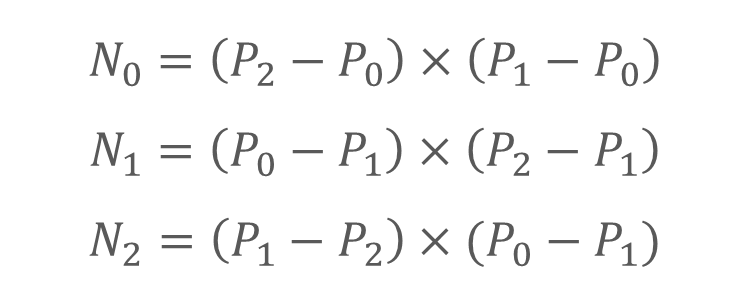 N₀ = (P₂ − P₀) × (P₁ − P₀)
N₁ = (P₀ − P₁) × (P₂ − P₁)
N₂ = (P₁ − P₂) × (P₀ − P₁)